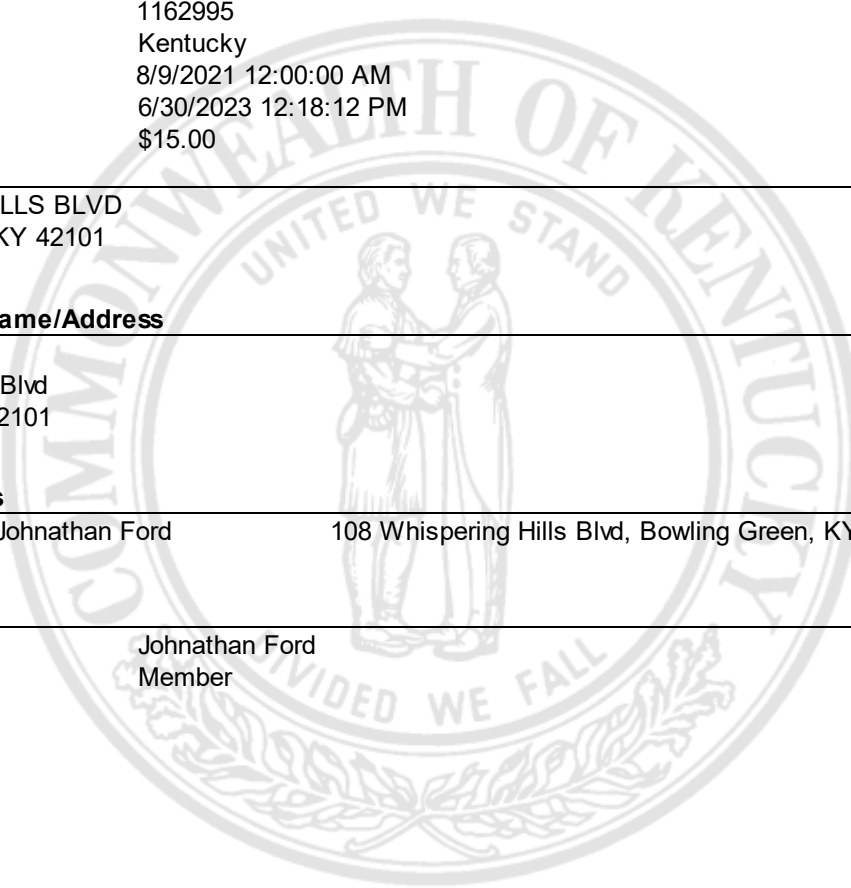 1162995
Kentucky
8/9/2021 12:00:00 AM
6/30/2023 12:18:12 PM
$15.00
LLS BLVD
KY 42101
ame/Address
Blvd
2101
s
Johnathan Ford 108 Whispering Hills Blvd, Bowling Green, KY
Johnathan Ford
Member
COMMONWEALTH OF KENTUCKY
UNITED WE STAND
DIVIDED WE FALL